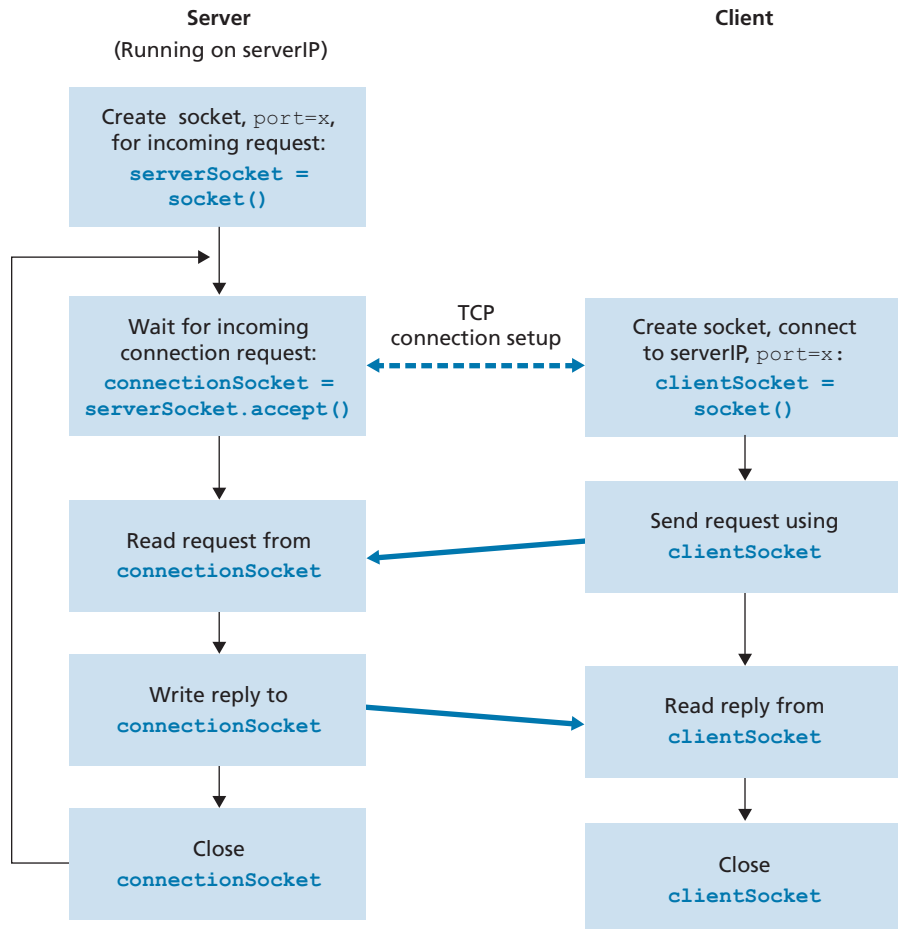 Server
(Running on serverIP)
Create socket, port=x,
for incoming request:
serverSocket =
socket()
Wait for incoming
connection request:
connectionSocket =
serverSocket.accept()
Read request from
connectionSocket
Write reply to
connectionSocket
Close
connectionSocket
TCP
connection setup
Client
Create socket, connect
to serverIP, port=x:
clientSocket =
socket()
Send request using
clientSocket
Read reply from
clientSocket
Close
clientSocket